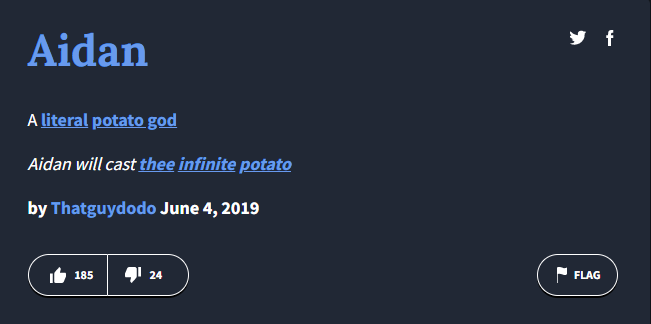 Aidan
A literal potato god
Aidan will cast thee infinite potato
by Thatguydodo June 4, 2019
185 24 FLAG